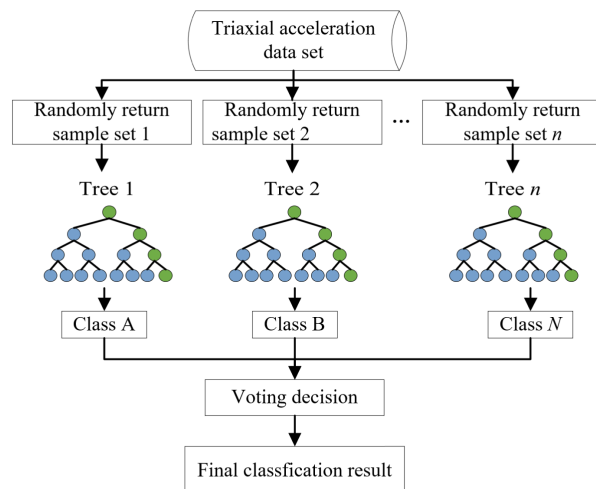 Triaxial acceleration
data set
Randomly return
sample set 1
Randomly return
sample set 2
...
Randomly return
sample set n
Tree 1
Tree 2
Tree n
Class A
Class B
Class N
Voting decision
Final classfication result